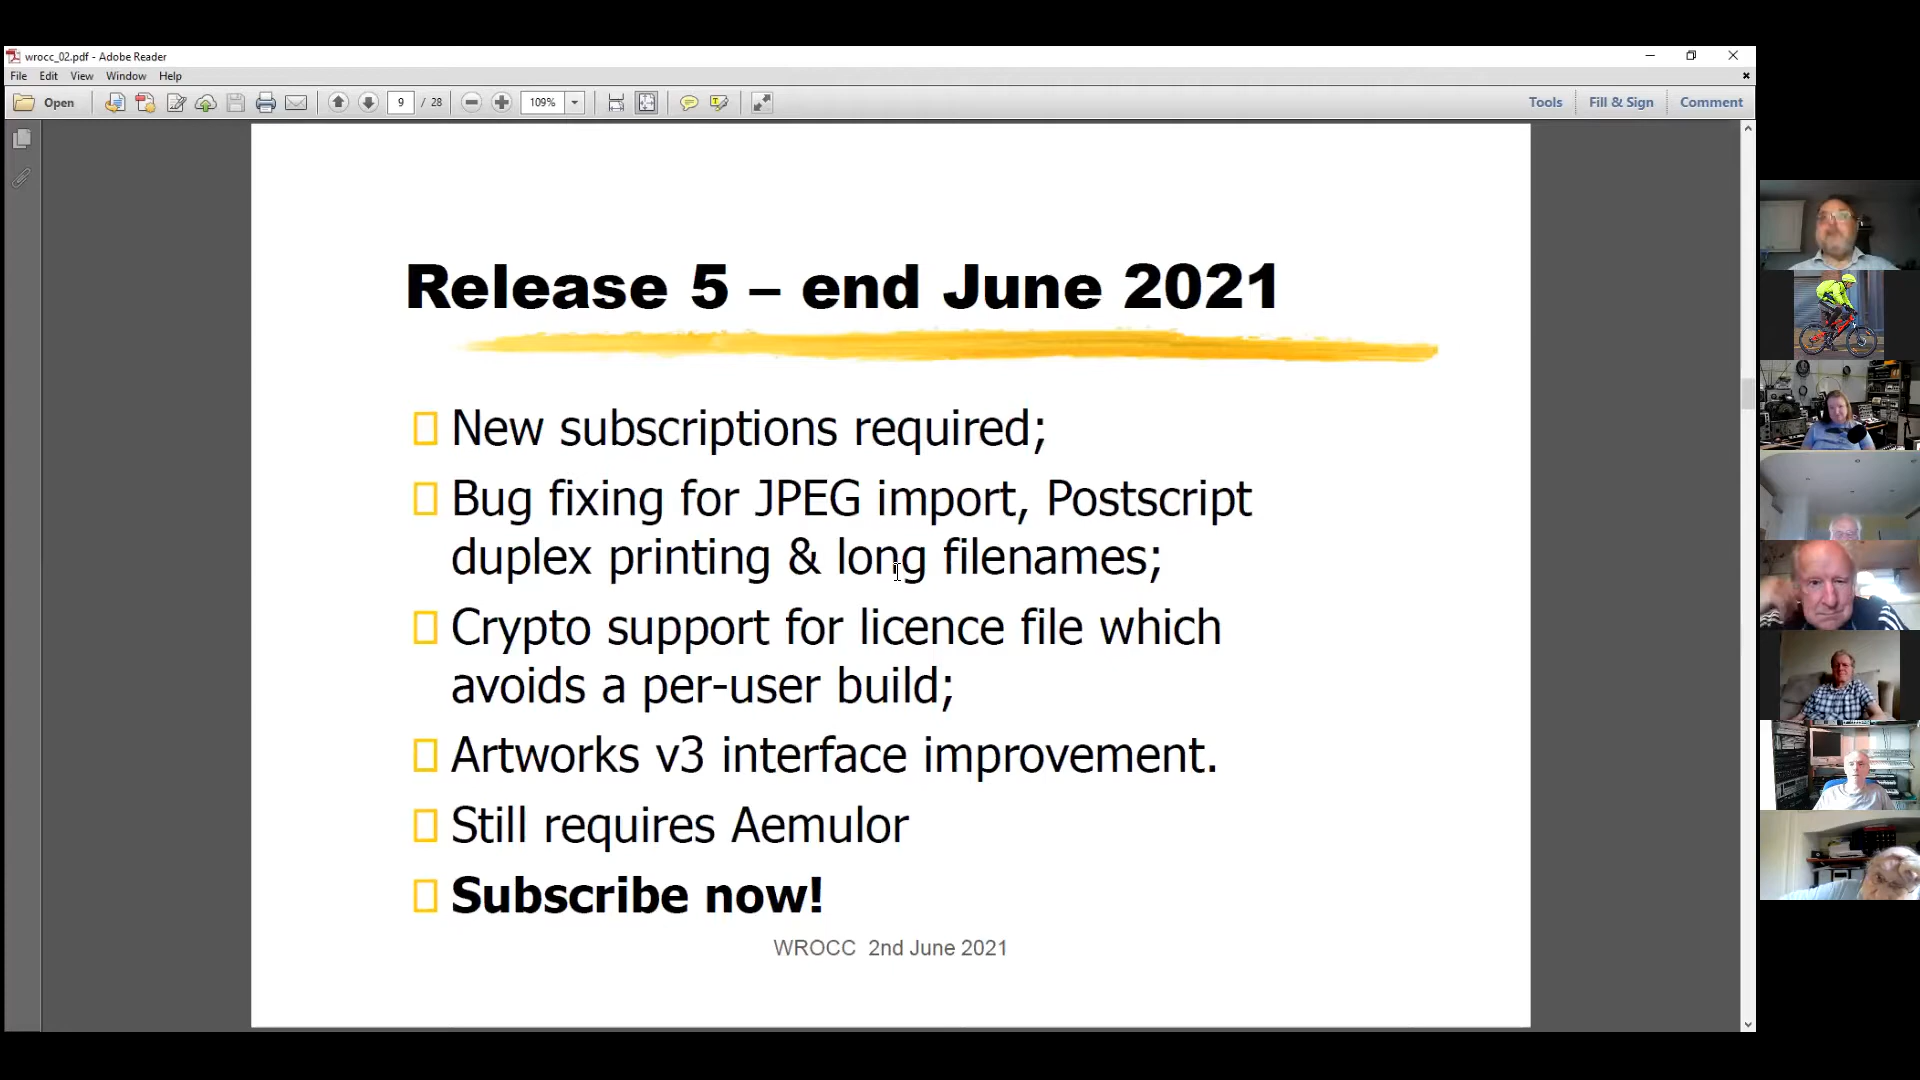 wrocc_02.pdf - Adobe Reader
File Edit View Window Help
Open 9 / 28 109% Tools Fill & Sign Comment
Release 5 – end June 2021
New subscriptions required;
Bug fixing for JPEG import, Postscript
duplex printing & long filenames;
Crypto support for licence file which
avoids a per-user build;
Artworks v3 interface improvement.
Still requires Aemulor
Subscribe now!
WROCC 2nd June 2021